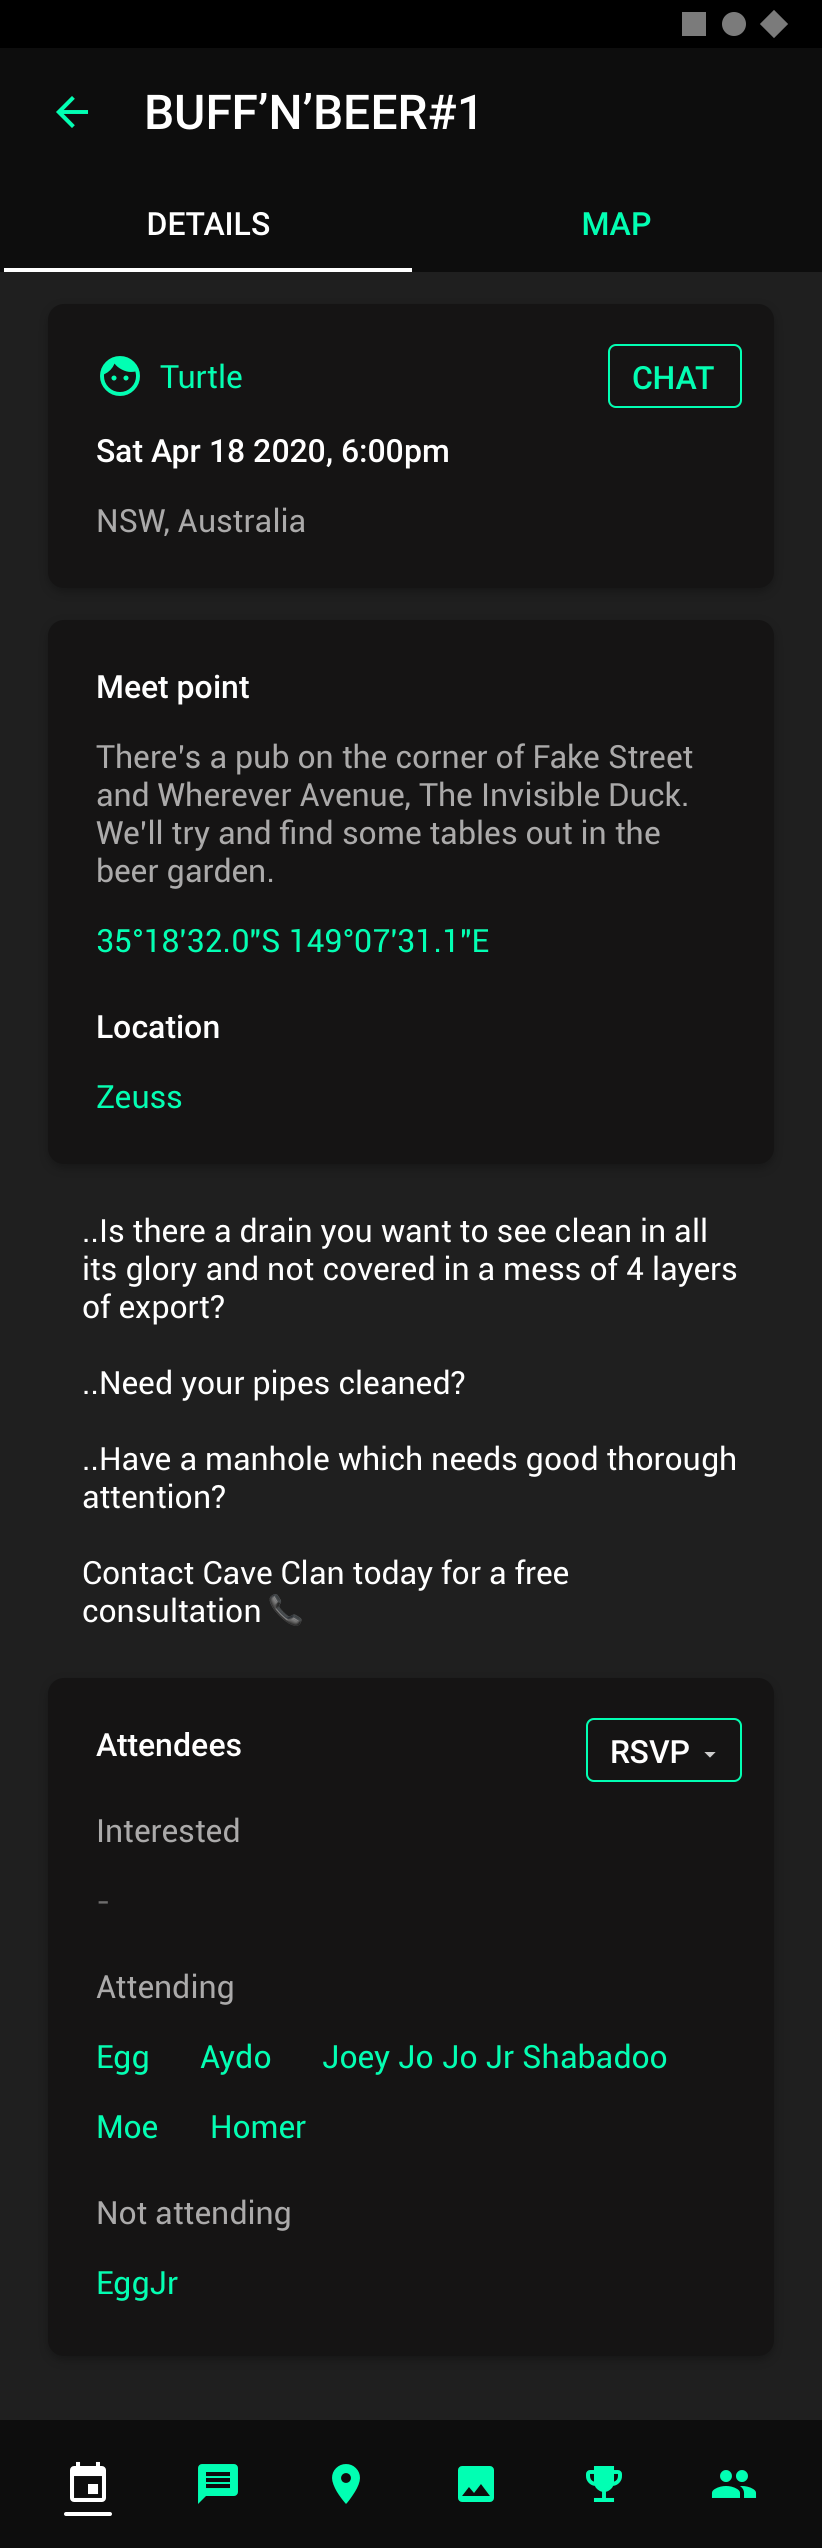 BUFF’N’BEER#1
DETAILS MAP
Turtle CHAT
Sat Apr 18 2020, 6:00pm
NSW, Australia
Meet point
There's a pub on the corner of Fake Street
and Wherever Avenue, The Invisible Duck.
We'll try and find some tables out in the
beer garden.
35°18'32.0"S 149°07'31.1"E
Location
Zeuss
..Is there a drain you want to see clean in all
its glory and not covered in a mess of 4 layers
of export?
..Need your pipes cleaned?
..Have a manhole which needs good thorough
attention?
Contact Cave Clan today for a free
consultation 📞
Attendees RSVP
Interested
-
Attending
Egg Aydo Joey Jo Jo Jr Shabadoo
Moe Homer
Not attending
EggJr